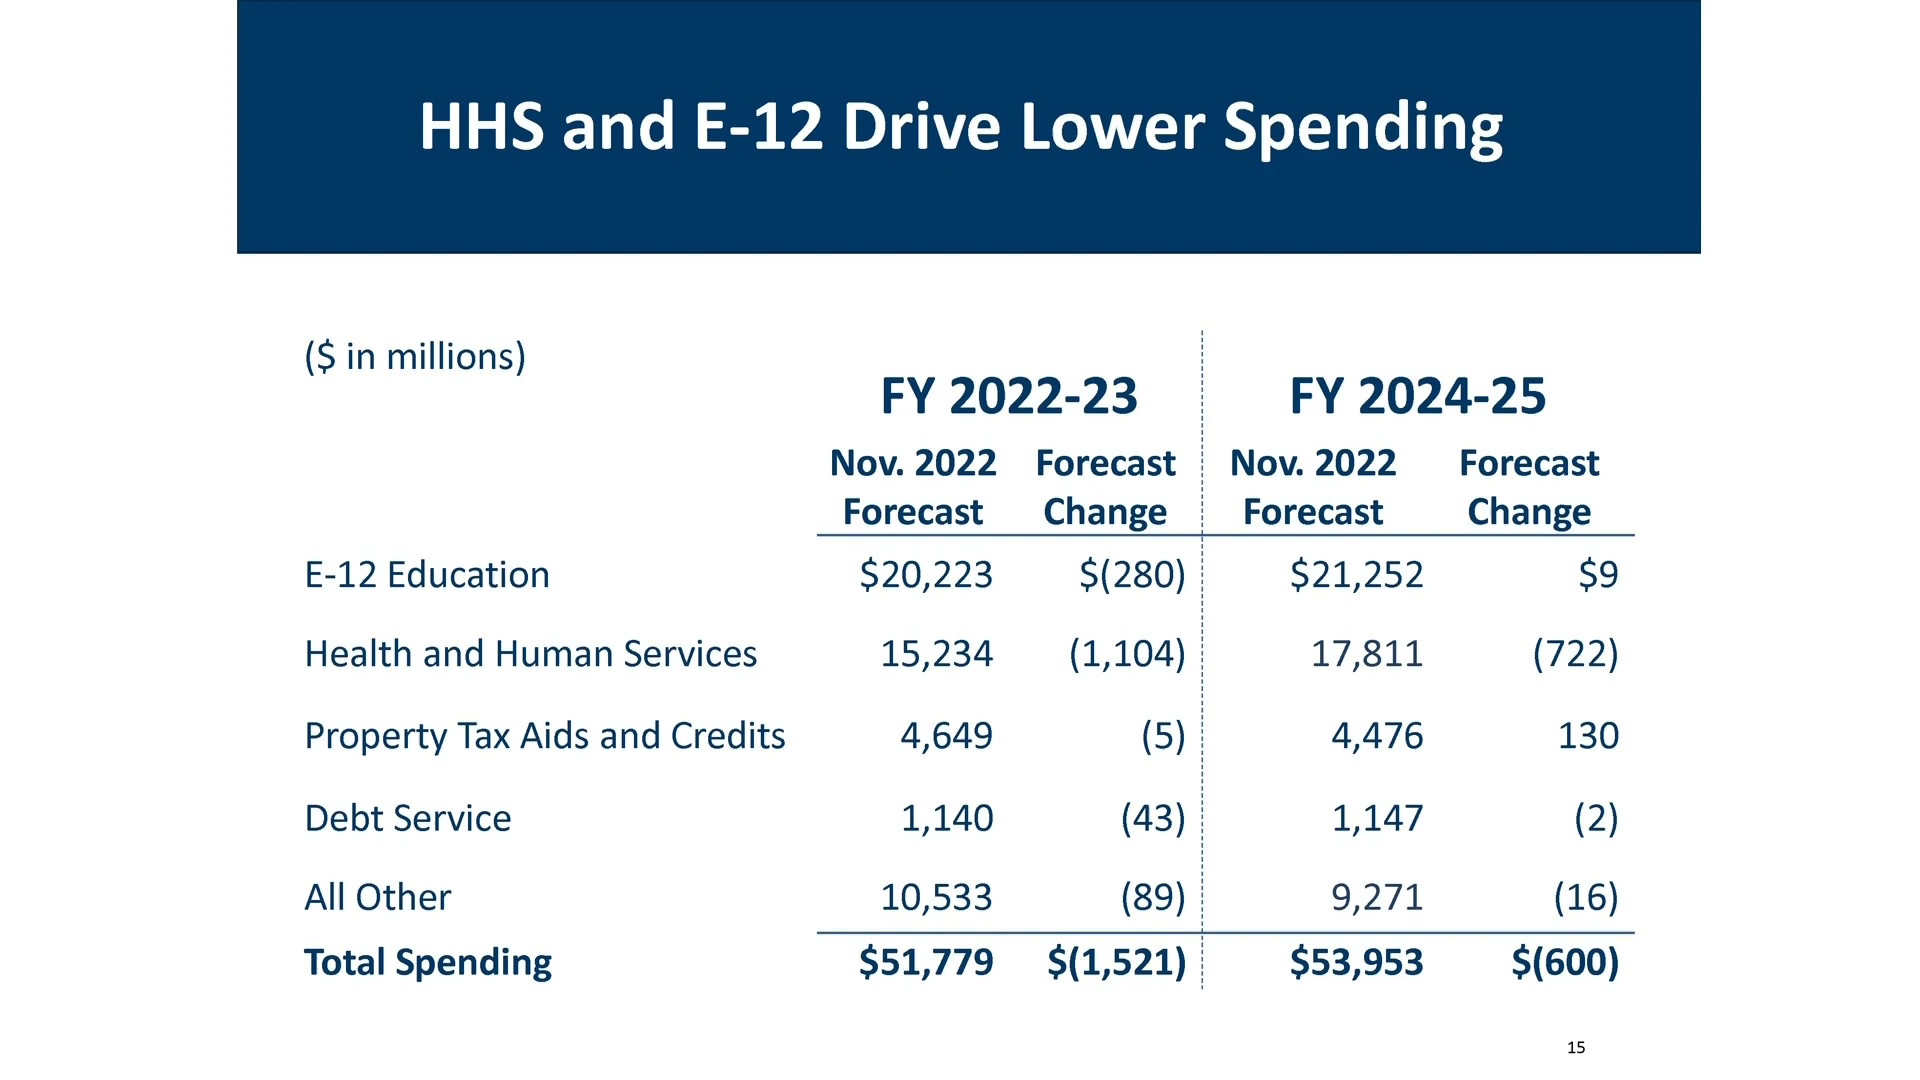 HHS and E-12 Drive Lower Spending
($ in millions)
FY 2022-23 FY 2024-25
Nov. 2022 Forecast Nov. 2022 Forecast
Forecast Change Forecast Change
E-12 Education $20,223 $(280) $21,252 $9
Health and Human Services 15,234 (1,104) 17,811 (722)
Property Tax Aids and Credits 4,649 (5) 4,476 130
Debt Service 1,140 (43) 1,147 (2)
All Other 10,533 (89) 9,271 (16)
Total Spending $51,779 $(1,521) $53,953 $(600)
15